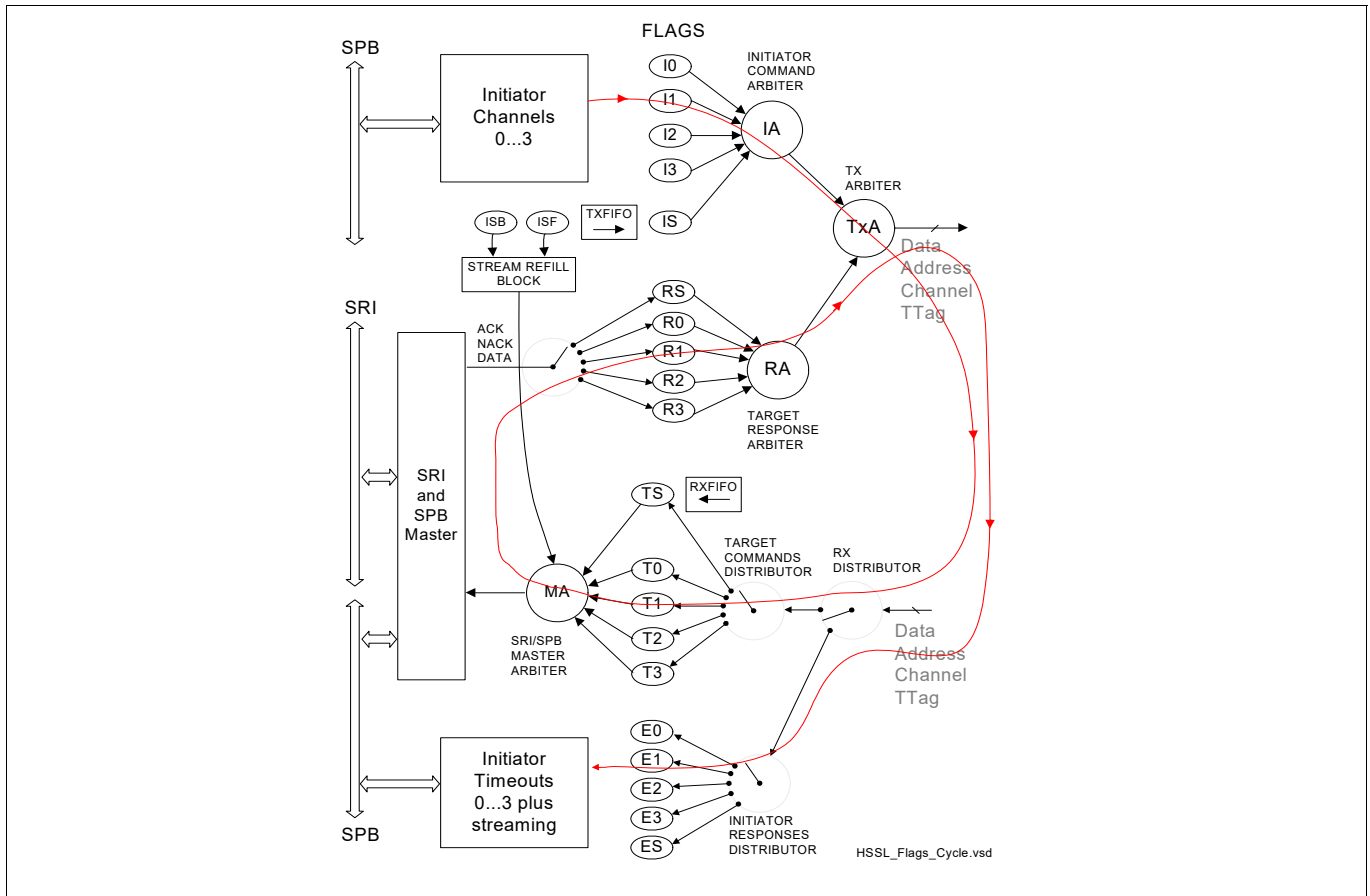 FLAGS
SPB
Initiator
Channels
0...3
I0
I1
I2
I3
IS
INITIATOR
COMMAND
ARBITER
IA
TX
ARBITER
TxA
Data
Address
Channel
TTag
ISB
ISF
TXFIFO
STREAM REFILL
BLOCK
SRI
ACK
NACK
DATA
RS
R0
R1
R2
R3
RA
TARGET
RESPONSE
ARBITER
SRI
and
SPB
Master
TS
RXFIFO
T0
T1
T2
T3
TARGET
COMMANDS
DISTRIBUTOR
RX
DISTRIBUTOR
MA
SRI/SPB
MASTER
ARBITER
Data
Address
Channel
TTag
Initiator
Timeouts
0...3 plus
streaming
E0
E1
E2
E3
ES
INITIATOR
RESPONSES
DISTRIBUTOR
SPB
HSSL_Flags_Cycle.vsd